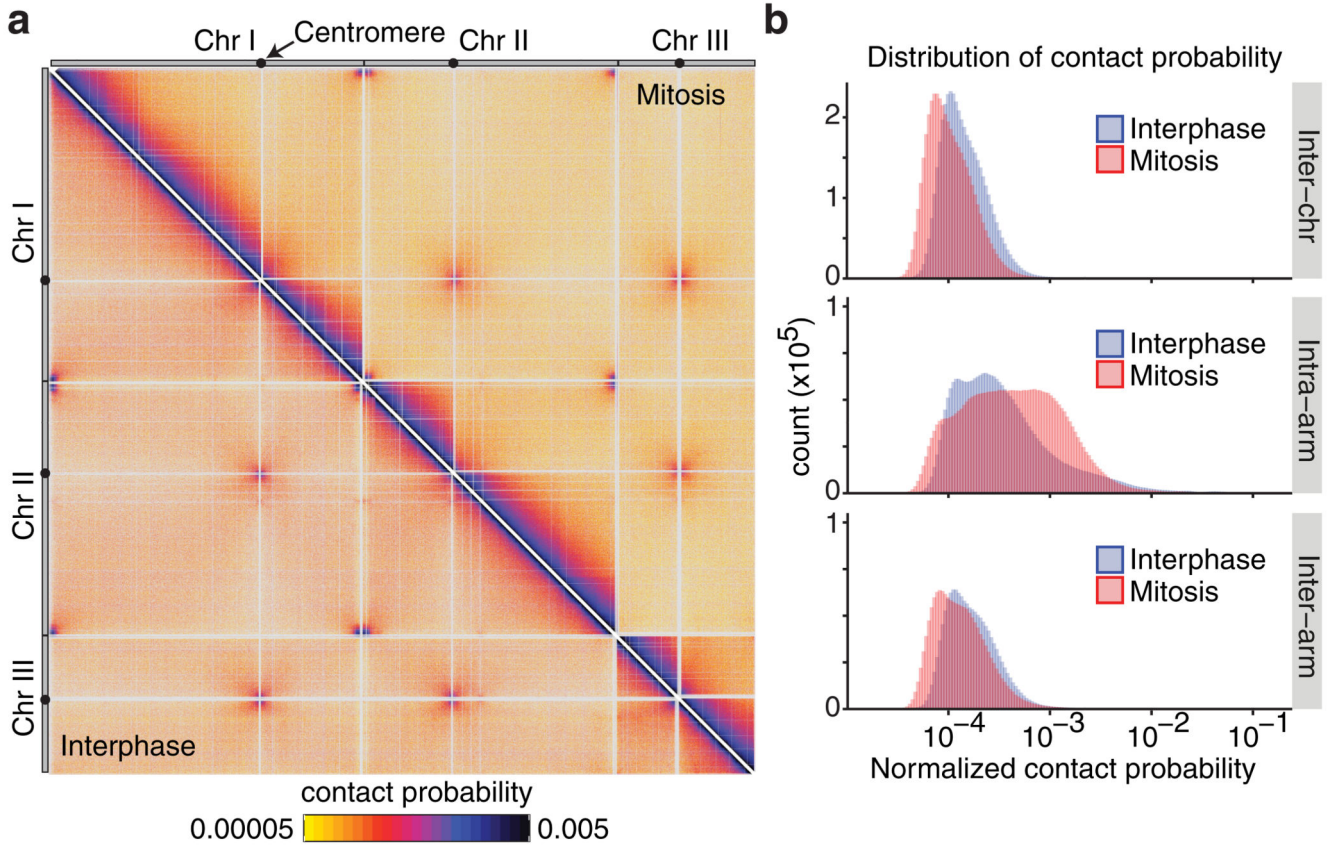 a
Chr I
Centromere
Chr II
Chr III
Mitosis
Chr I
Chr II
Chr III
Interphase
contact probability
0.00005
0.005
b
Distribution of contact probability
2
1
0
Interphase
Mitosis
Inter−chr
count (x10⁵)
1
0
Interphase
Mitosis
Intra−arm
1
0
Interphase
Mitosis
Inter−arm
10⁻⁴ 10⁻³ 10⁻² 10⁻¹
Normalized contact probability